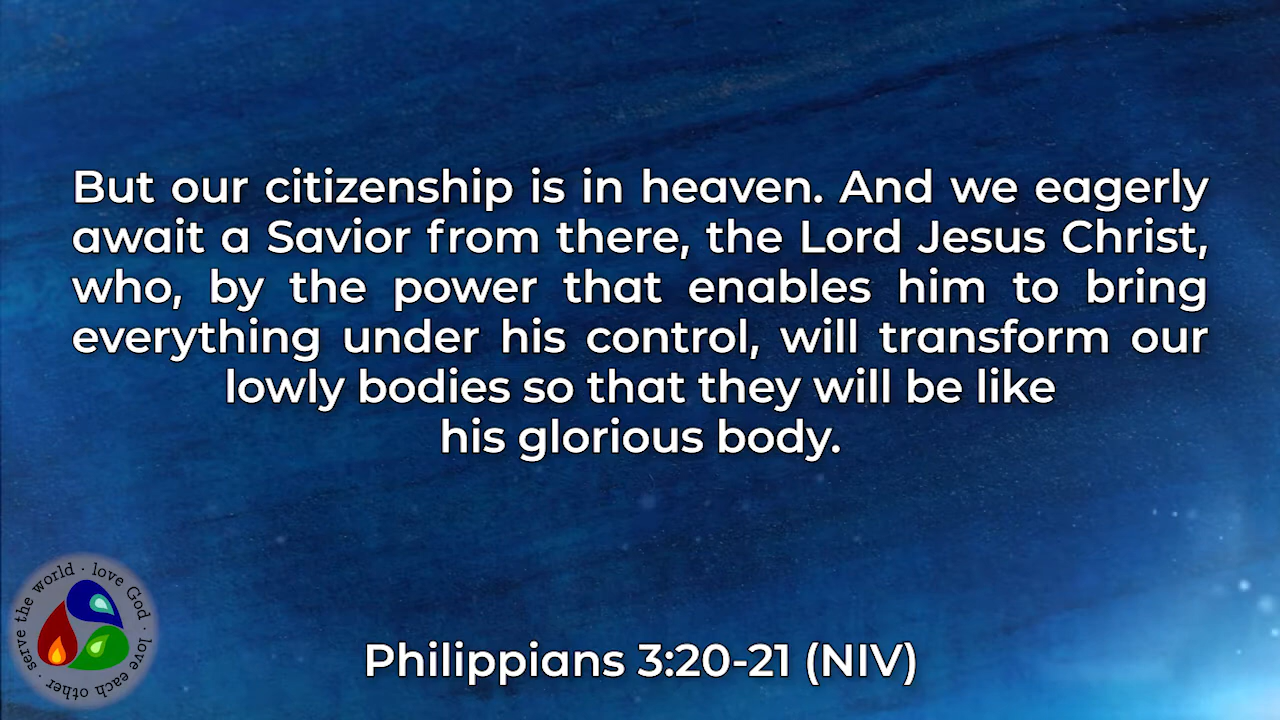 But our citizenship is in heaven. And we eagerly
await a Savior from there, the Lord Jesus Christ,
who, by the power that enables him to bring
everything under his control, will transform our
lowly bodies so that they will be like
his glorious body.
Philippians 3:20-21 (NIV)
serve the world · love God · love each other ·